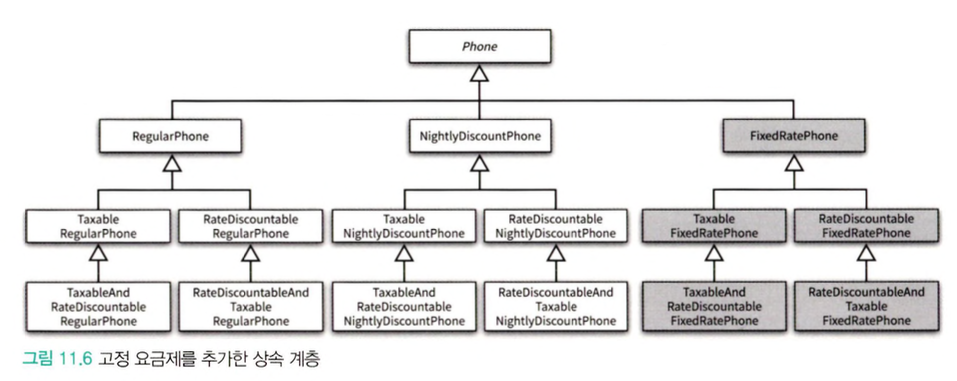 Phone
RegularPhone
NightlyDiscountPhone
FixedRatePhone
Taxable
RegularPhone
RateDiscountable
RegularPhone
Taxable
NightlyDiscountPhone
RateDiscountable
NightlyDiscountPhone
Taxable
FixedRatePhone
RateDiscountable
FixedRatePhone
TaxableAnd
RateDiscountable
RegularPhone
RateDiscountableAnd
Taxable
RegularPhone
TaxableAnd
RateDiscountable
NightlyDiscountPhone
RateDiscountableAnd
Taxable
NightlyDiscountPhone
TaxableAnd
RateDiscountable
FixedRatePhone
RateDiscountableAnd
Taxable
FixedRatePhone
그림 11.6 고정 요금제를 추가한 상속 계층